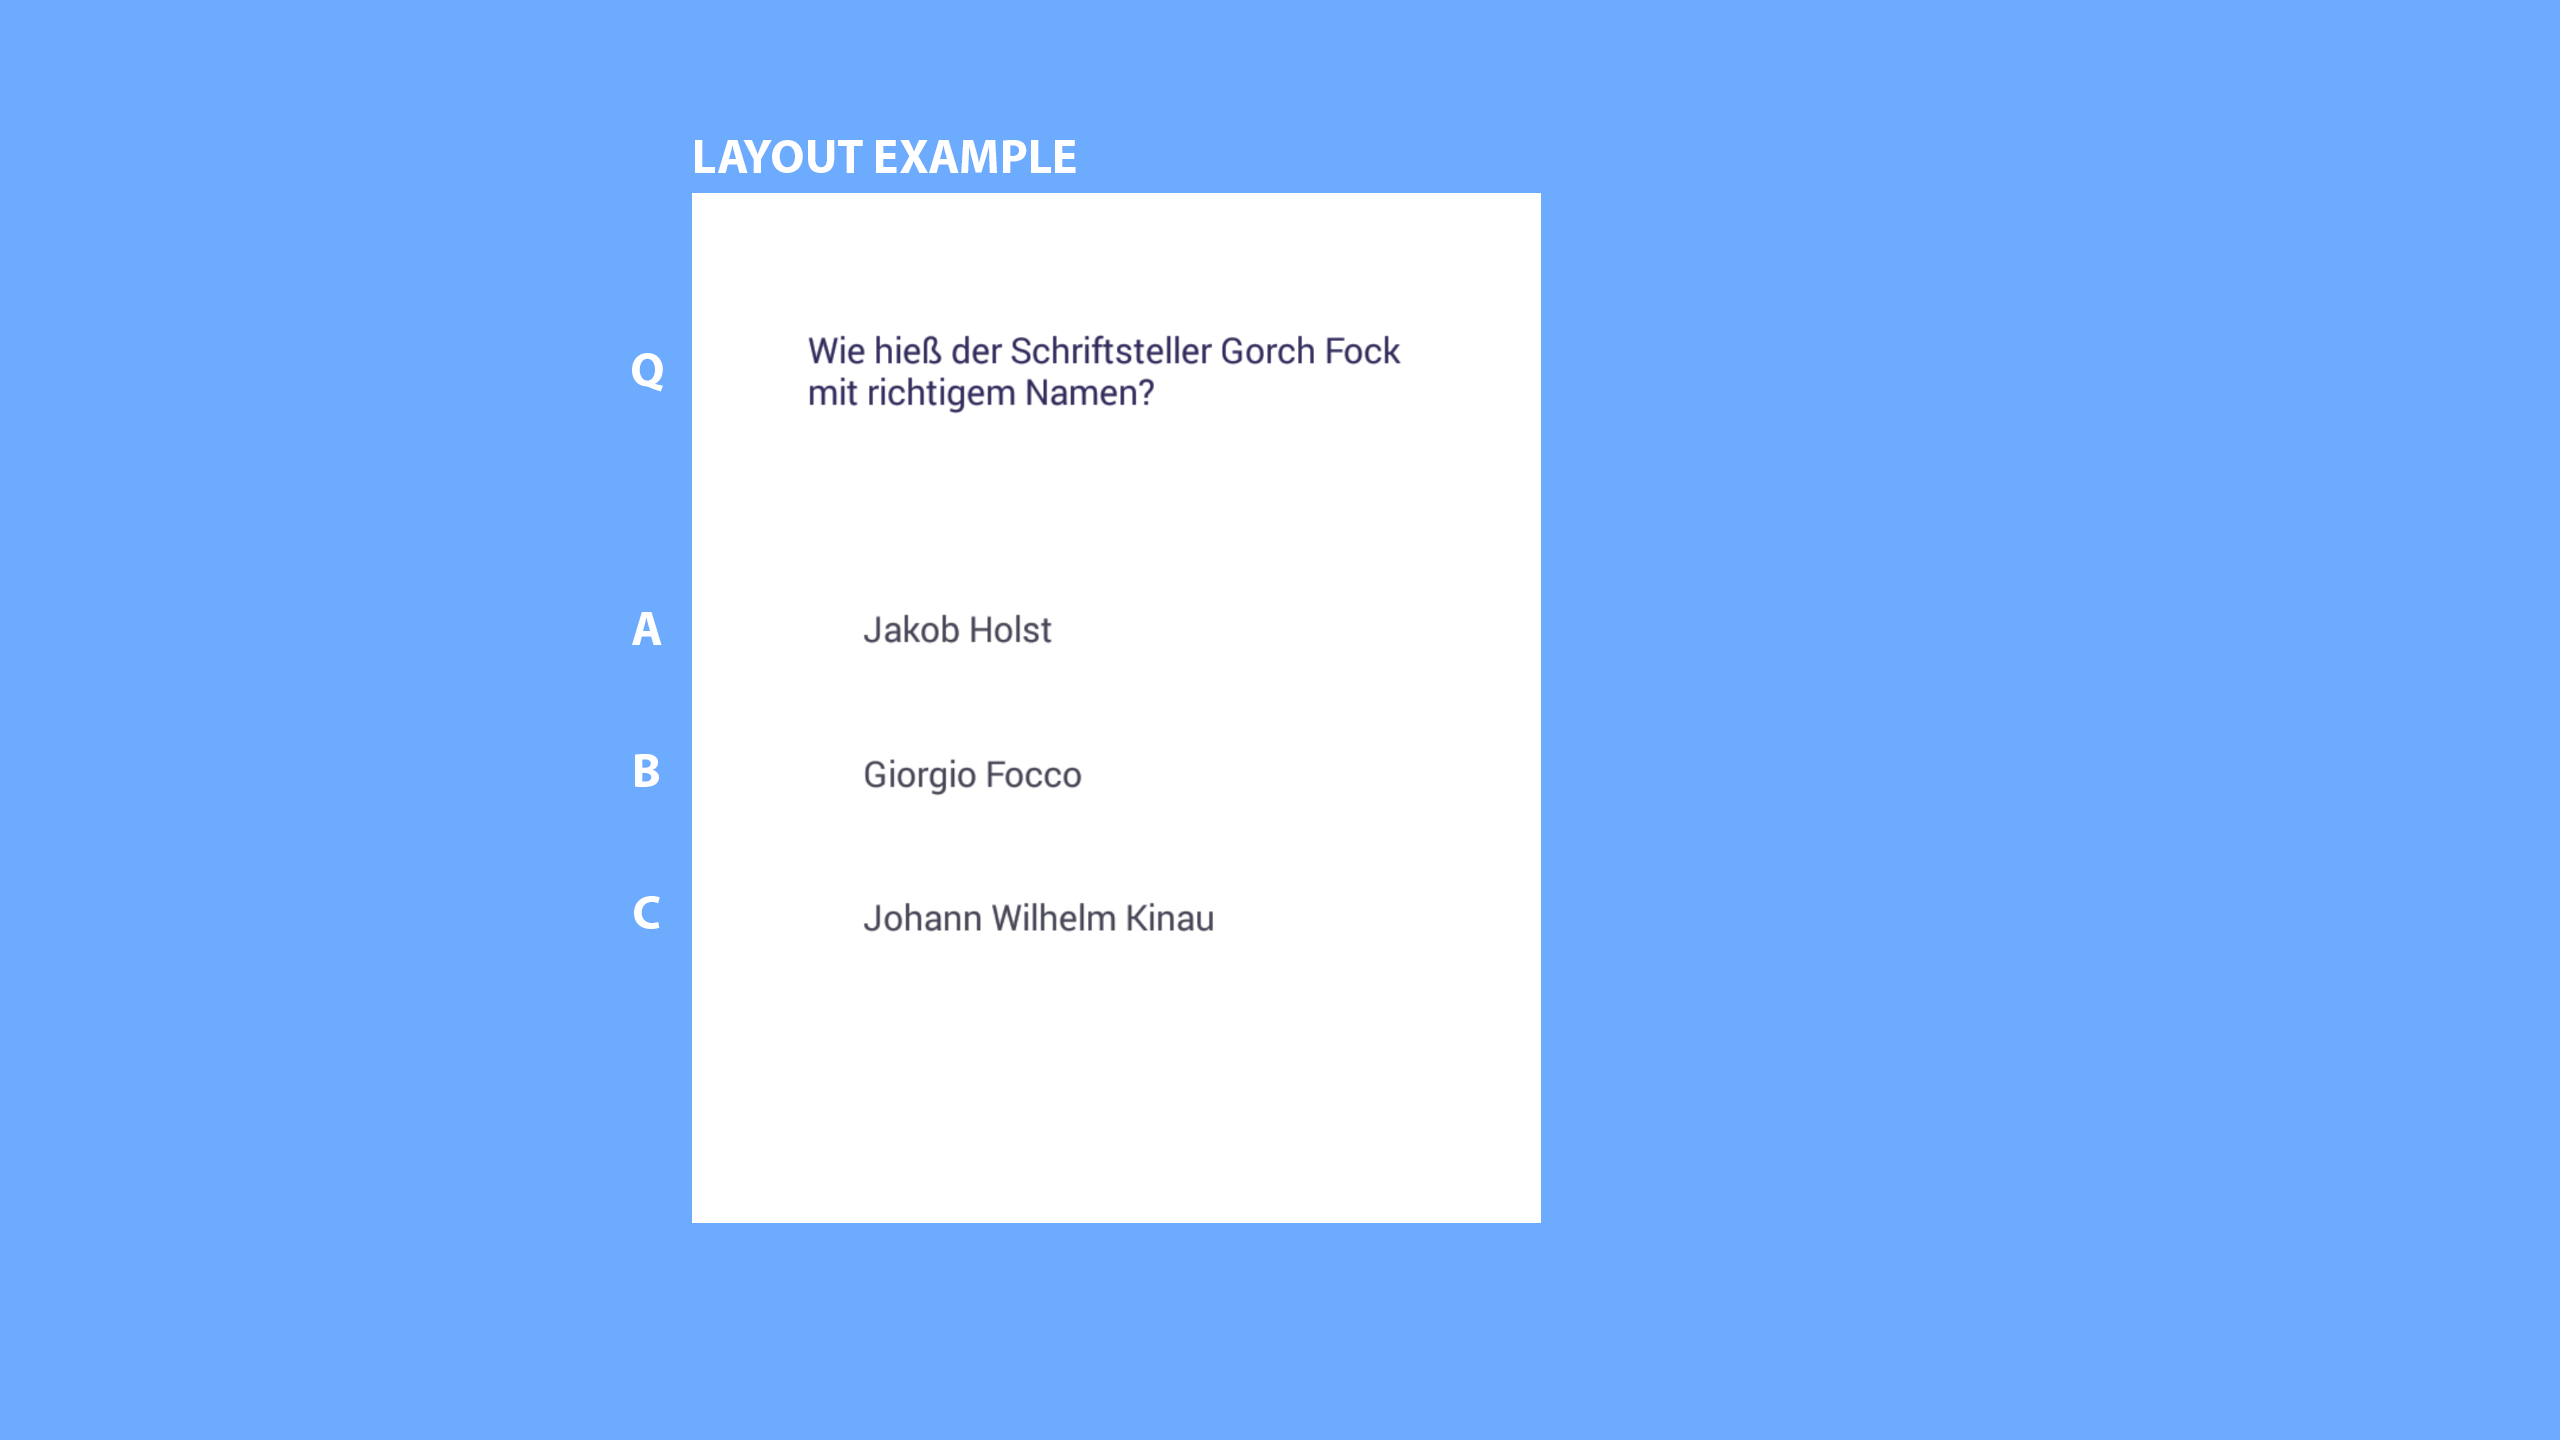 LAYOUT EXAMPLE
Q
Wie hieß der Schriftsteller Gorch Fock
mit richtigem Namen?
A
Jakob Holst
B
Giorgio Focco
C
Johann Wilhelm Kinau